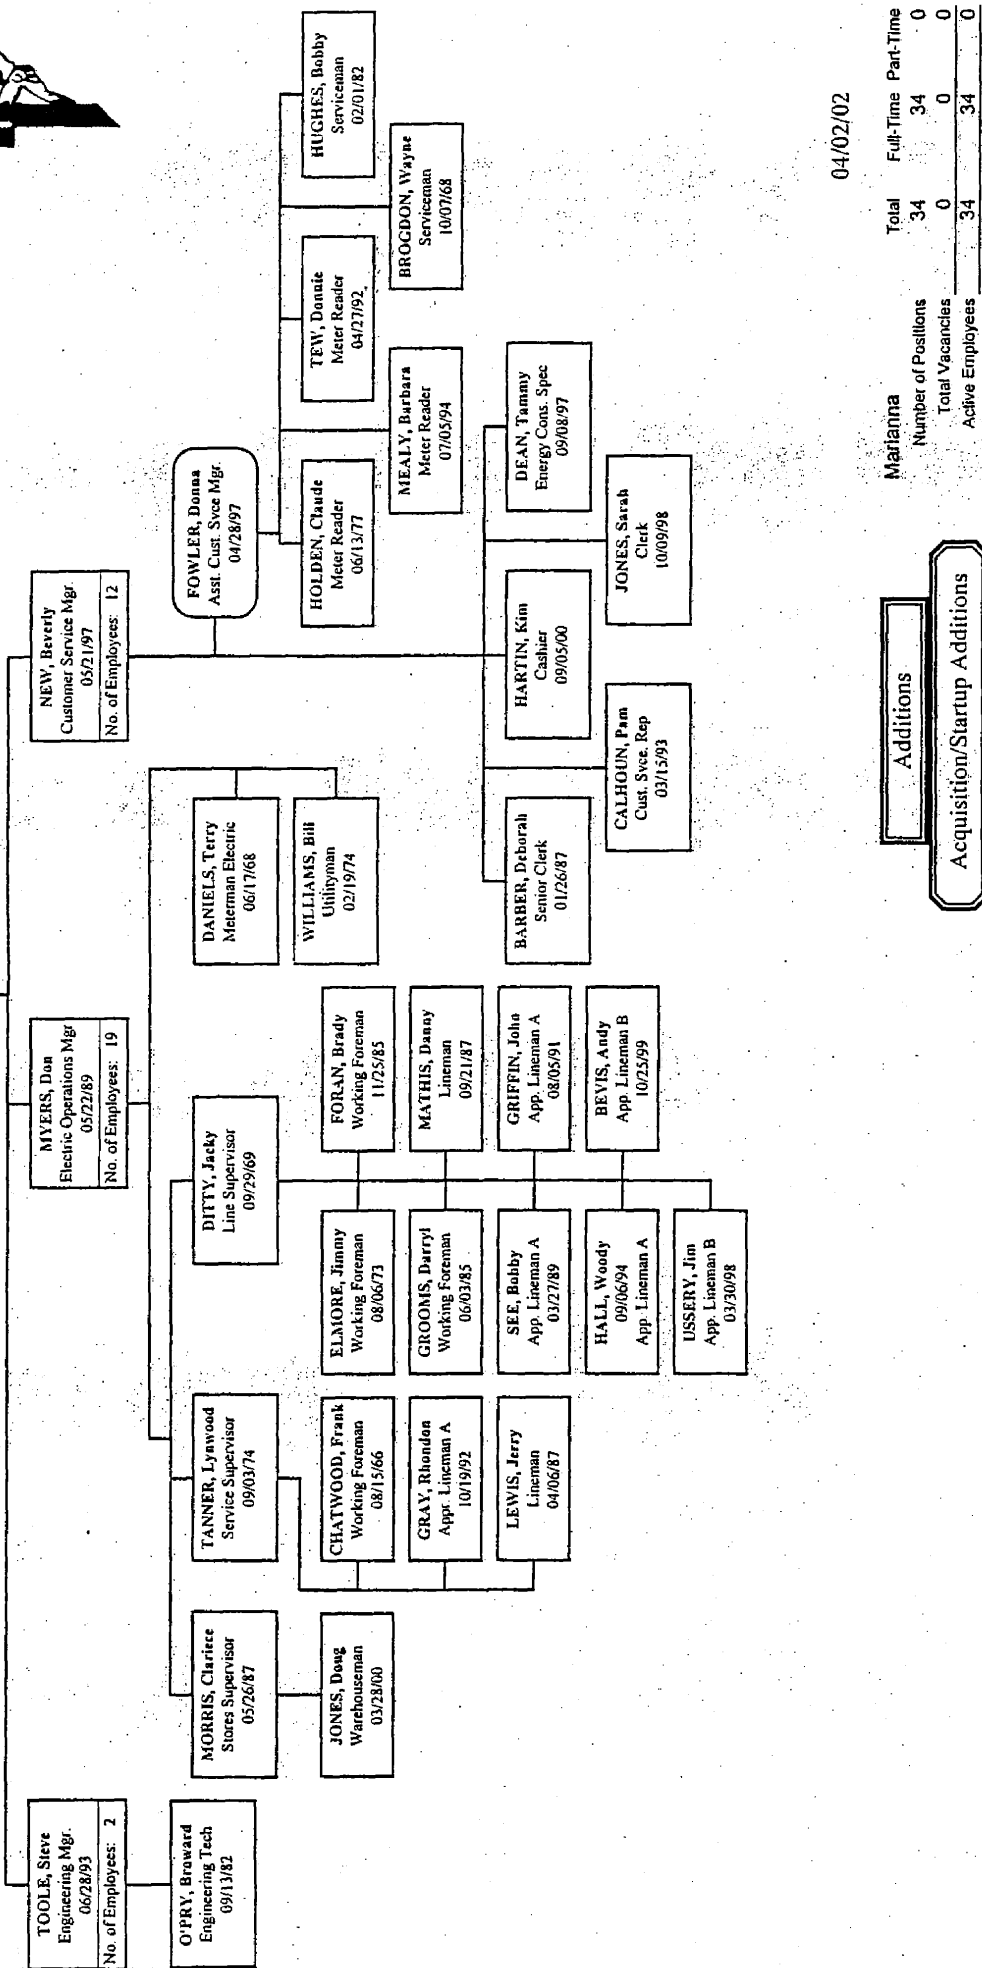 TOOLE, Steve
Engineering Mgr.
06/28/93
No. of Employees: 2
O'PRY, Broward
Engineering Tech
09/13/82
MYERS, Don
Electric Operations Mgr
05/22/89
No. of Employees: 19
MORRIS, Clariece
Stores Supervisor
05/26/87
JONES, Doug
Warehouseman
03/28/00
TANNER, Lynwood
Service Supervisor
09/03/74
CHATWOOD, Frank
Working Foreman
08/15/66
GRAY, Rhondon
Appr. Lineman A
10/19/92
LEWIS, Jerry
Lineman
04/06/87
DITTY, Jacky
Line Supervisor
09/29/69
ELMORE, Jimmy
Working Foreman
08/06/73
FORAN, Brady
Working Foreman
11/25/85
GROOMS, Darryl
Working Foreman
06/03/85
MATHIS, Danny
Lineman
09/21/87
SEE, Bobby
App. Lineman A
03/27/89
GRIFFIN, John
App. Lineman A
08/05/91
HALL, Woody
09/06/94
App. Lineman A
BEVIS, Andy
App. Lineman B
10/25/99
USSERY, Jim
App. Lineman B
03/30/98
DANIELS, Terry
Meterman Electric
06/17/68
WILLIAMS, Bill
Utilityman
02/19/74
NEW, Beverly
Customer Service Mgr.
05/21/97
No. of Employees: 12
FOWLER, Donna
Asst. Cust. Svce Mgr.
04/28/97
HOLDEN, Claude
Meter Reader
06/13/77
TEW, Donnie
Meter Reader
04/27/92
HUGHES, Bobby
Serviceman
02/01/82
MEALY, Barbara
Meter Reader
07/05/94
BROGDON, Wayne
Serviceman
10/07/68
BARBER, Deborah
Senior Clerk
01/26/87
HARTIN, Kim
Cashier
09/05/00
DEAN, Tammy
Energy Cons. Spec
09/08/97
CALHOUN, Pam
Cust. Svce. Rep
03/15/93
JONES, Sarah
Clerk
10/09/98
04/02/02
Additions
Acquisition/Startup Additions
Marianna Total Full-Time Part-Time
Number of Positions 34 34 0
Total Vacancies 0 0 0
Active Employees 34 34 0